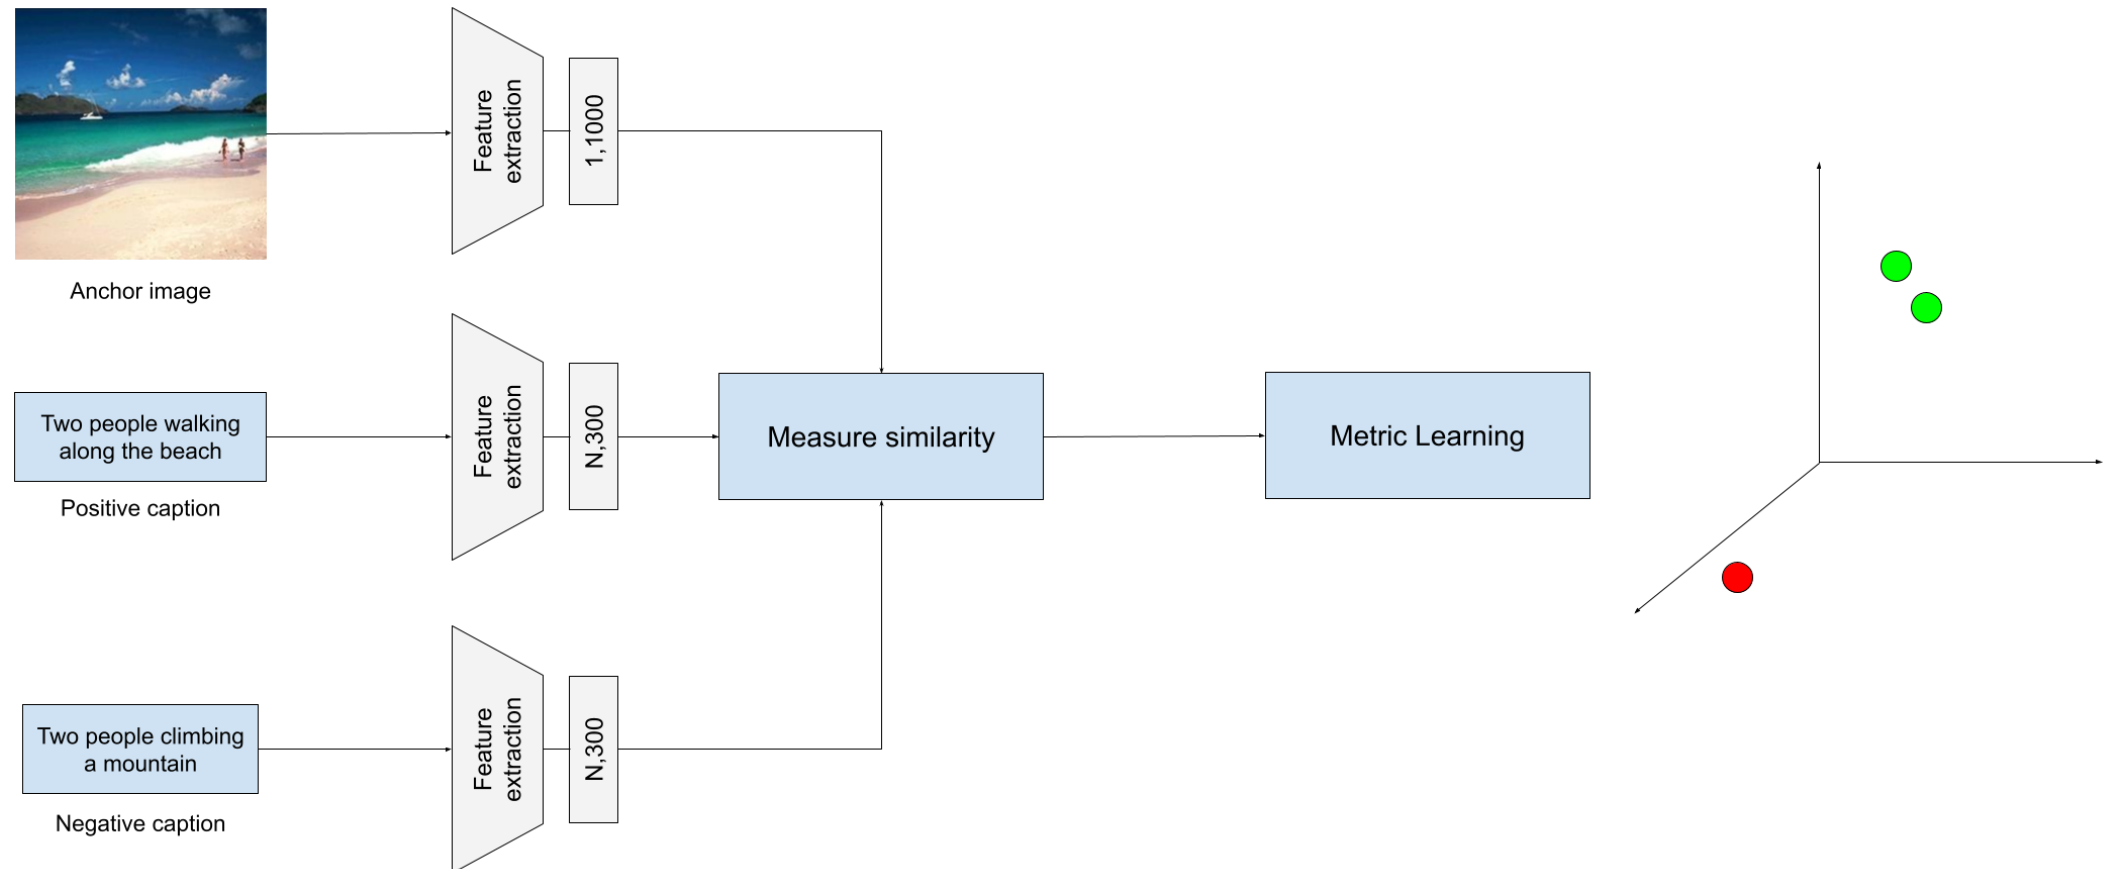 Feature
extraction
1,1000
Anchor image
Two people walking
along the beach
Positive caption
Feature
extraction
N,300
Measure similarity
Metric Learning
Two people climbing
a mountain
Negative caption
Feature
extraction
N,300